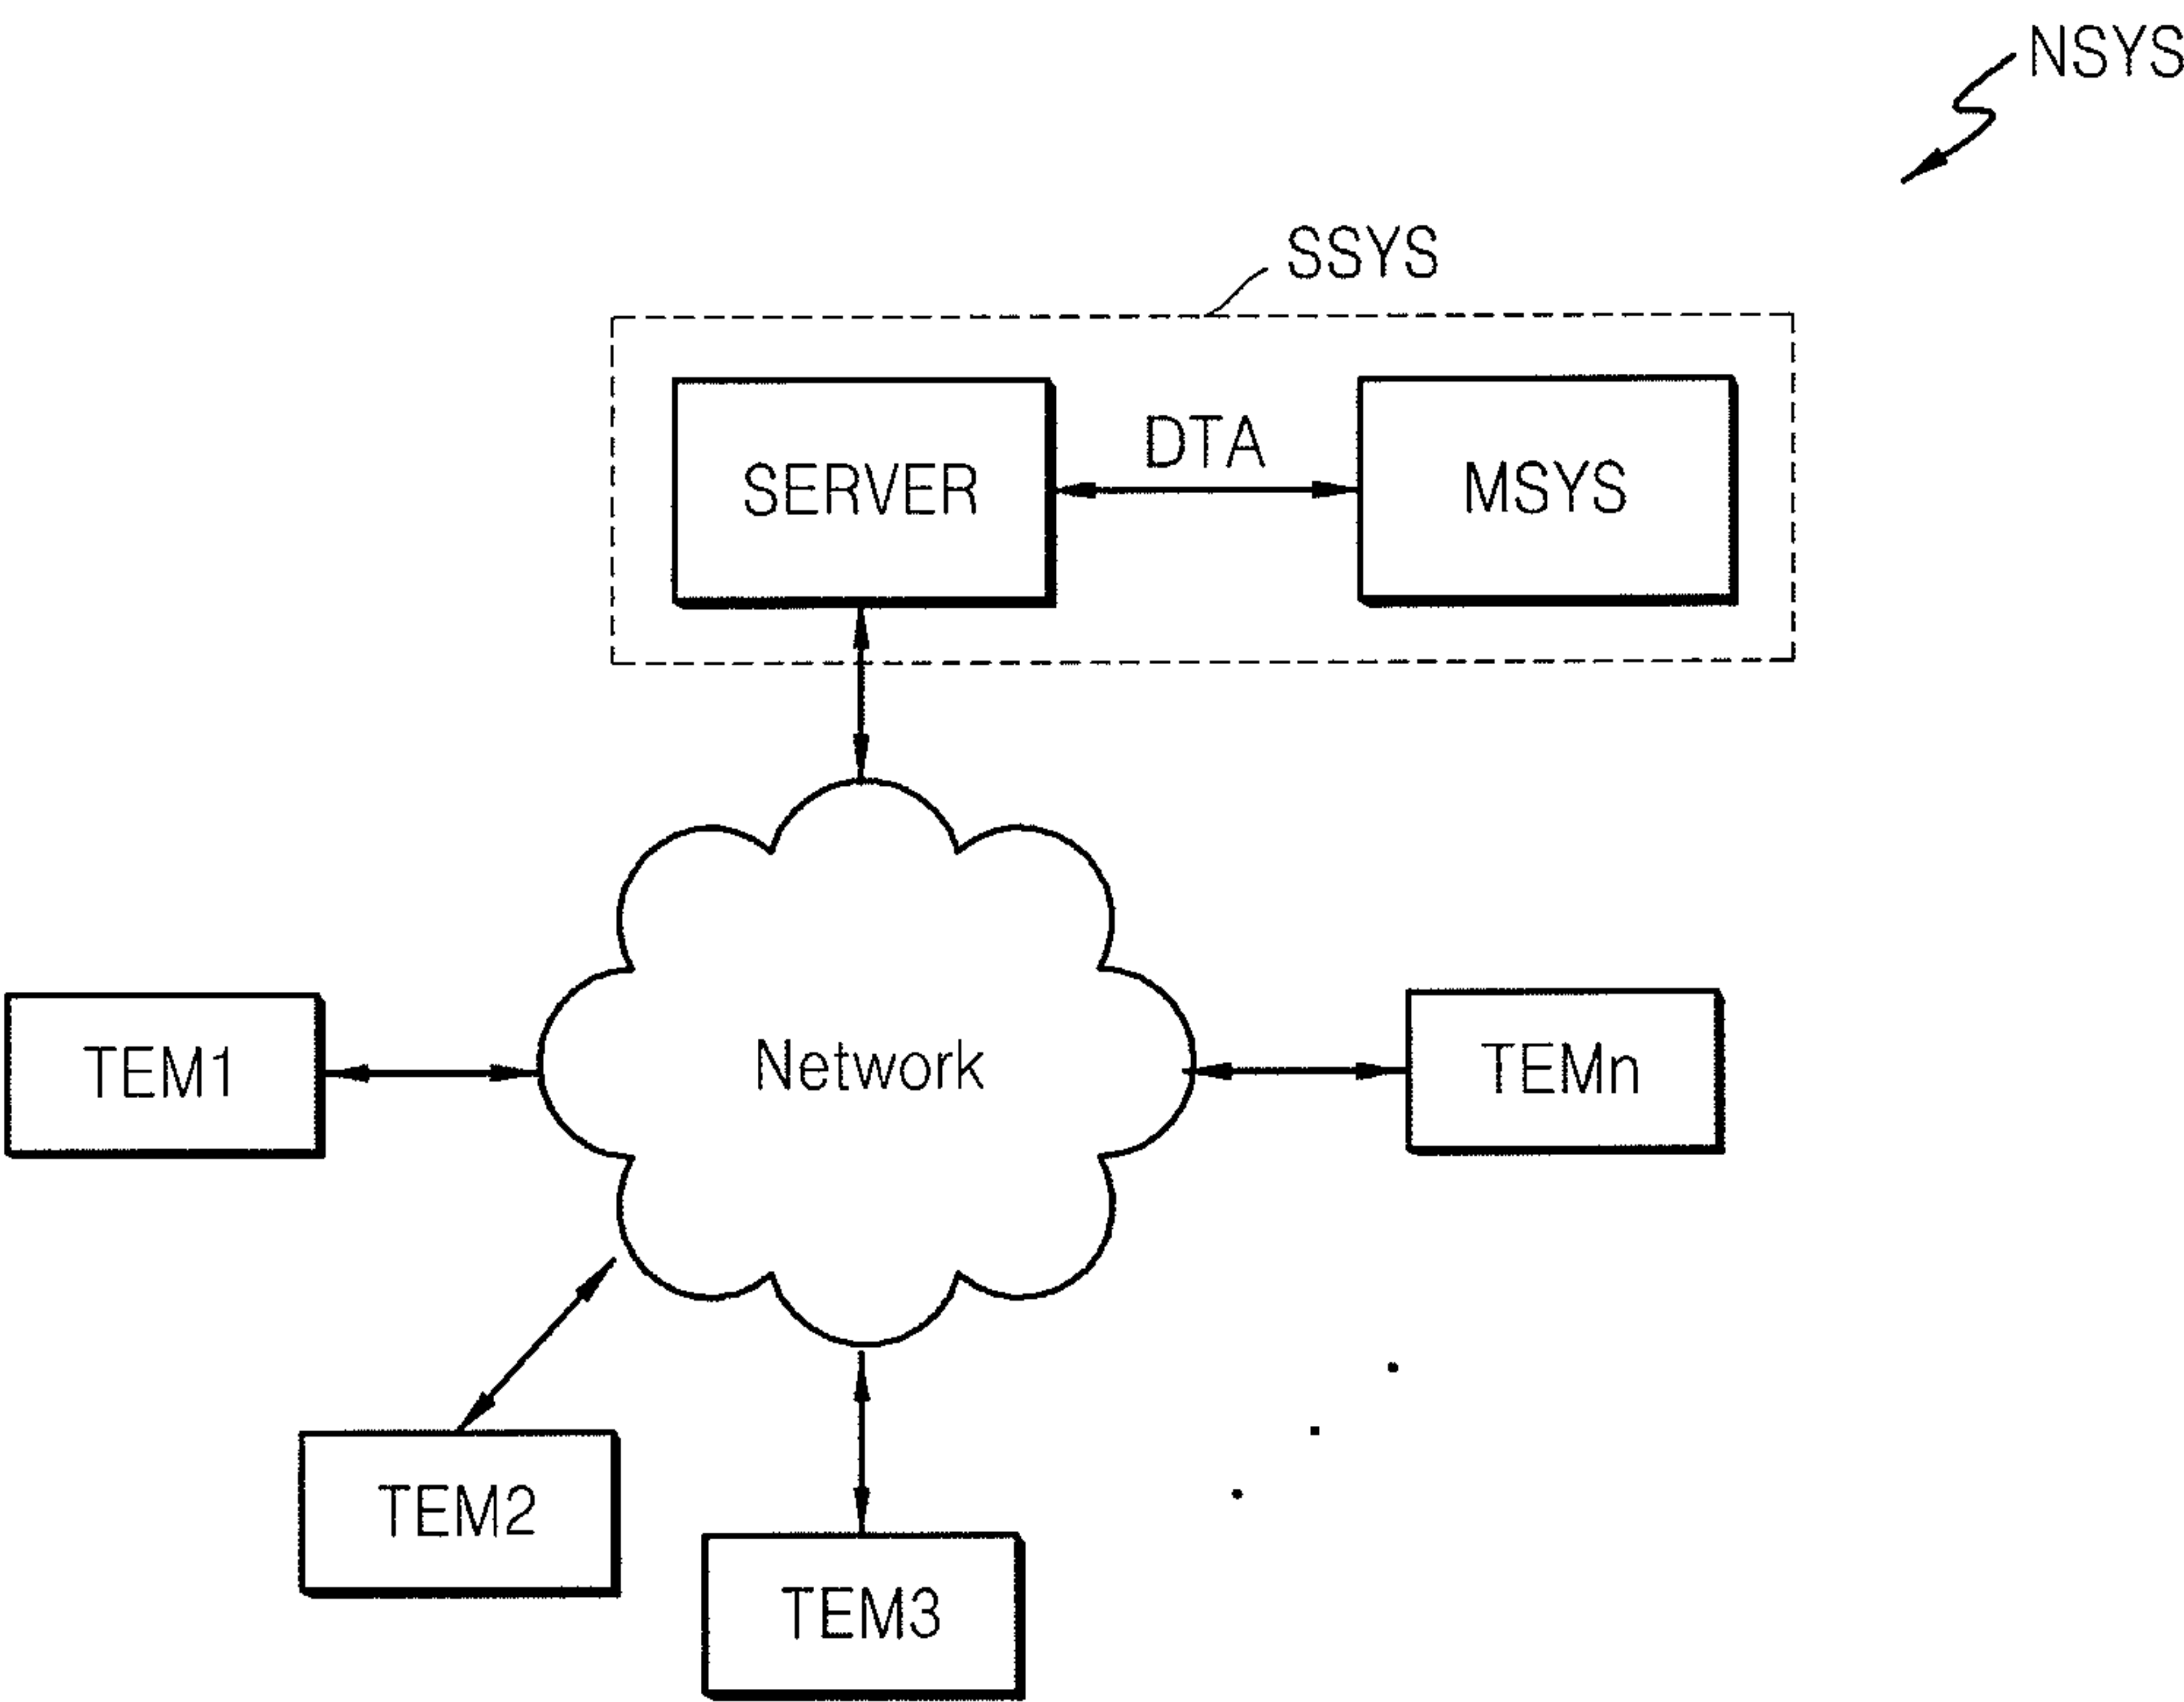 NSYS
SSYS
SERVER
DTA
MSYS
Network
TEM1
TEMn
TEM2
TEM3